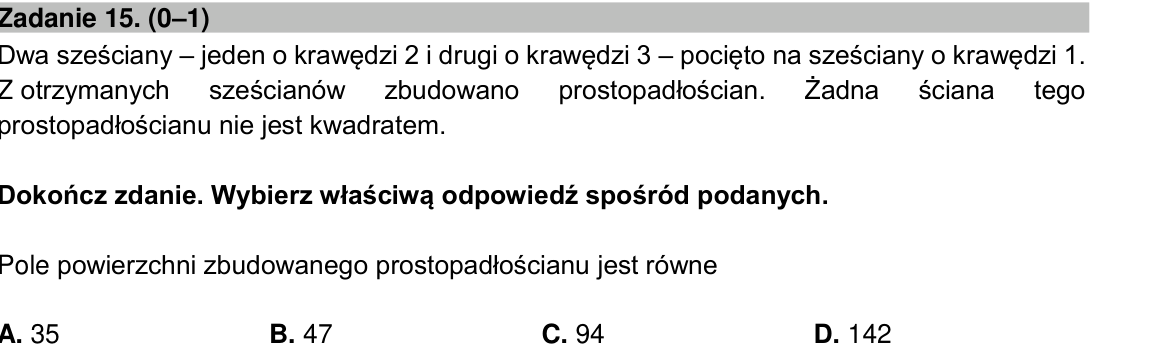 Zadanie 15. (0–1)
Dwa sześciany – jeden o krawędzi 2 i drugi o krawędzi 3 – pocięto na sześciany o krawędzi 1.
Z otrzymanych sześcianów zbudowano prostopadłościan. Żadna ściana tego
prostopadłościanu nie jest kwadratem.
Dokończ zdanie. Wybierz właściwą odpowiedź spośród podanych.
Pole powierzchni zbudowanego prostopadłościanu jest równe
A. 35 B. 47 C. 94 D. 142